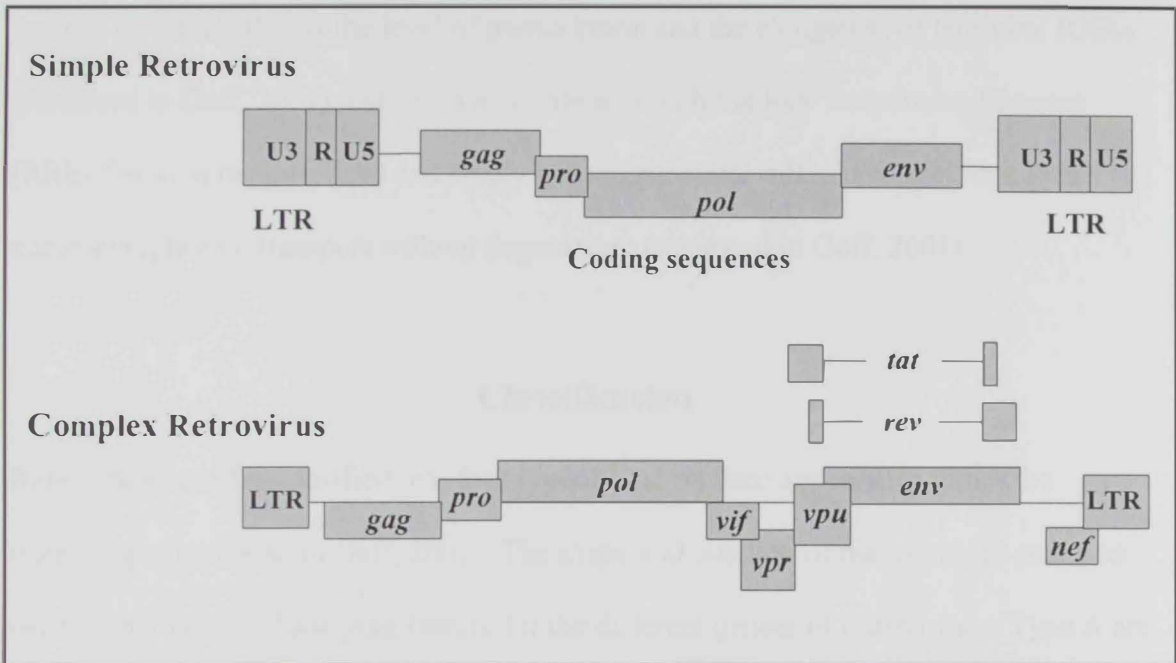 Simple Retrovirus
U3 R U5 gag pro pol env U3 R U5
LTR LTR
Coding sequences
tat
Complex Retrovirus rev
LTR gag pro pol vif vpr vpu env nef LTR